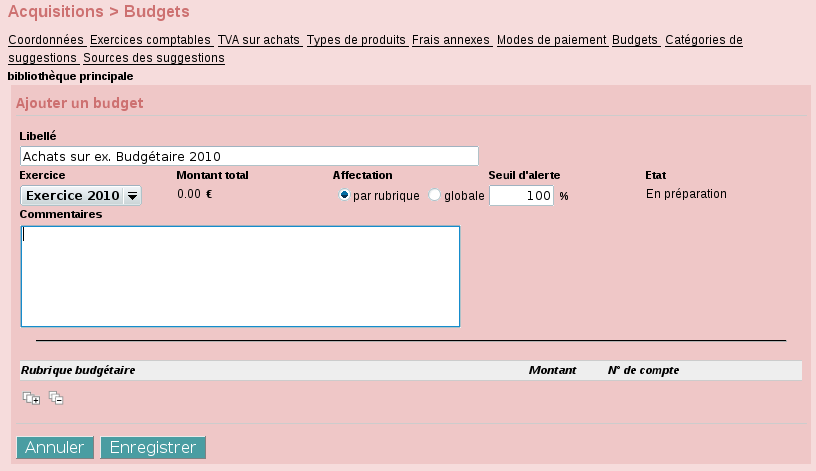 Acquisitions > Budgets
Coordonnées Exercices comptables TVA sur achats Types de produits Frais annexes Modes de paiement Budgets Catégories de
suggestions Sources des suggestions
bibliothèque principale
Ajouter un budget
Libellé
Achats sur ex. Budgétaire 2010
Exercice Montant total Affectation Seuil d'alerte Etat
Exercice 2010 0.00 € par rubrique globale 100 % En préparation
Commentaires
Rubrique budgétaire Montant N° de compte
Annuler Enregistrer